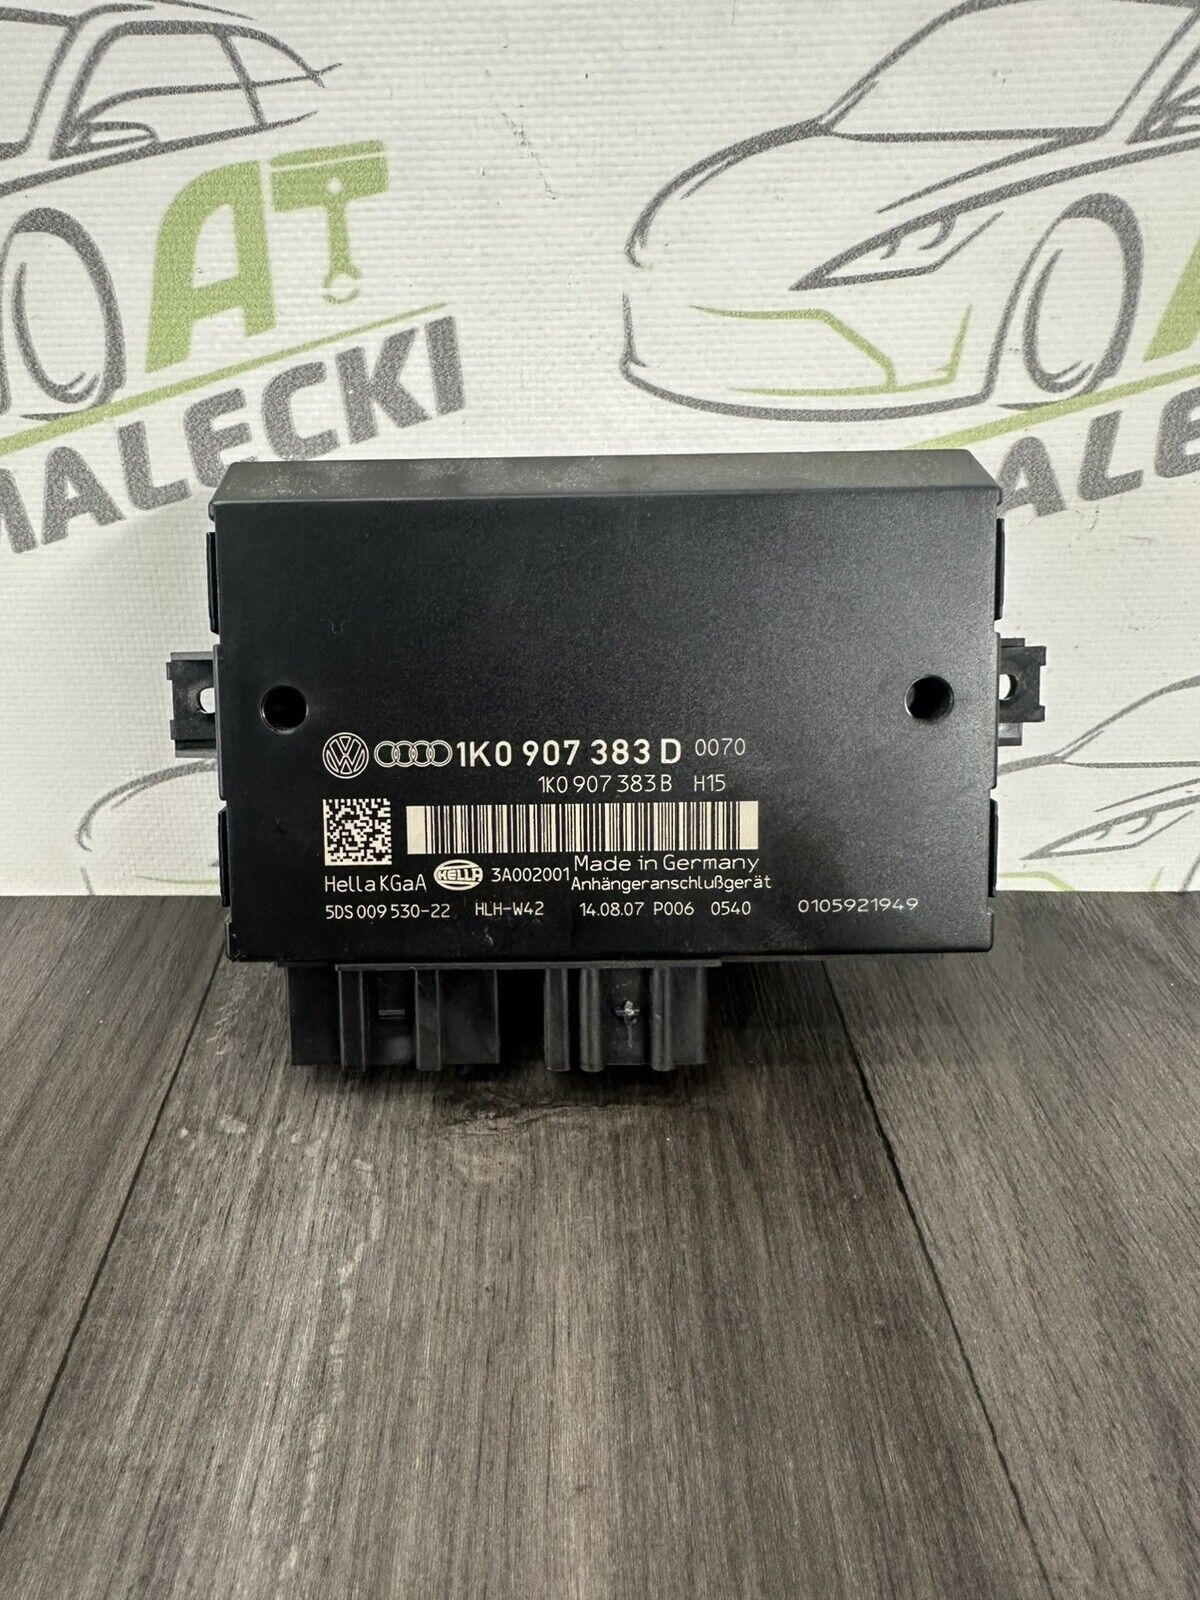 AT
MALECKI
MALECKI
1K0 907 383 D 0070
1K0 907 383 B H15
Made in Germany
Hella KGaA HELLA 3A002001 Anhängeranschlußgerät
5DS 009 530-22 HLH-W42 14.08.07 P006 0540 0105921949